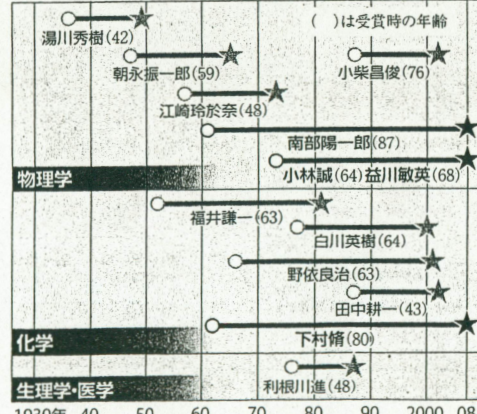 ( )は受賞時の年齢
湯川秀樹(42)
朝永振一郎(59)
小柴昌俊(76)
江崎玲於奈(48)
南部陽一郎(87)
小林誠(64)益川敏英(68)
物理学
福井謙一(63)
白川英樹(64)
野依良治(63)
田中耕一(43)
下村脩(80)
化学
利根川進(48)
生理学・医学
1930年 40 50 60 70 80 90 2000 08